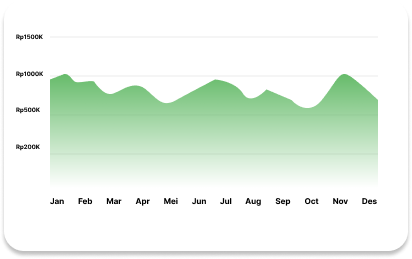 Rp1500K
Rp1000K
Rp500K
Rp200K
Jan Feb Mar Apr Mei Jun Jul Aug Sep Oct Nov Des